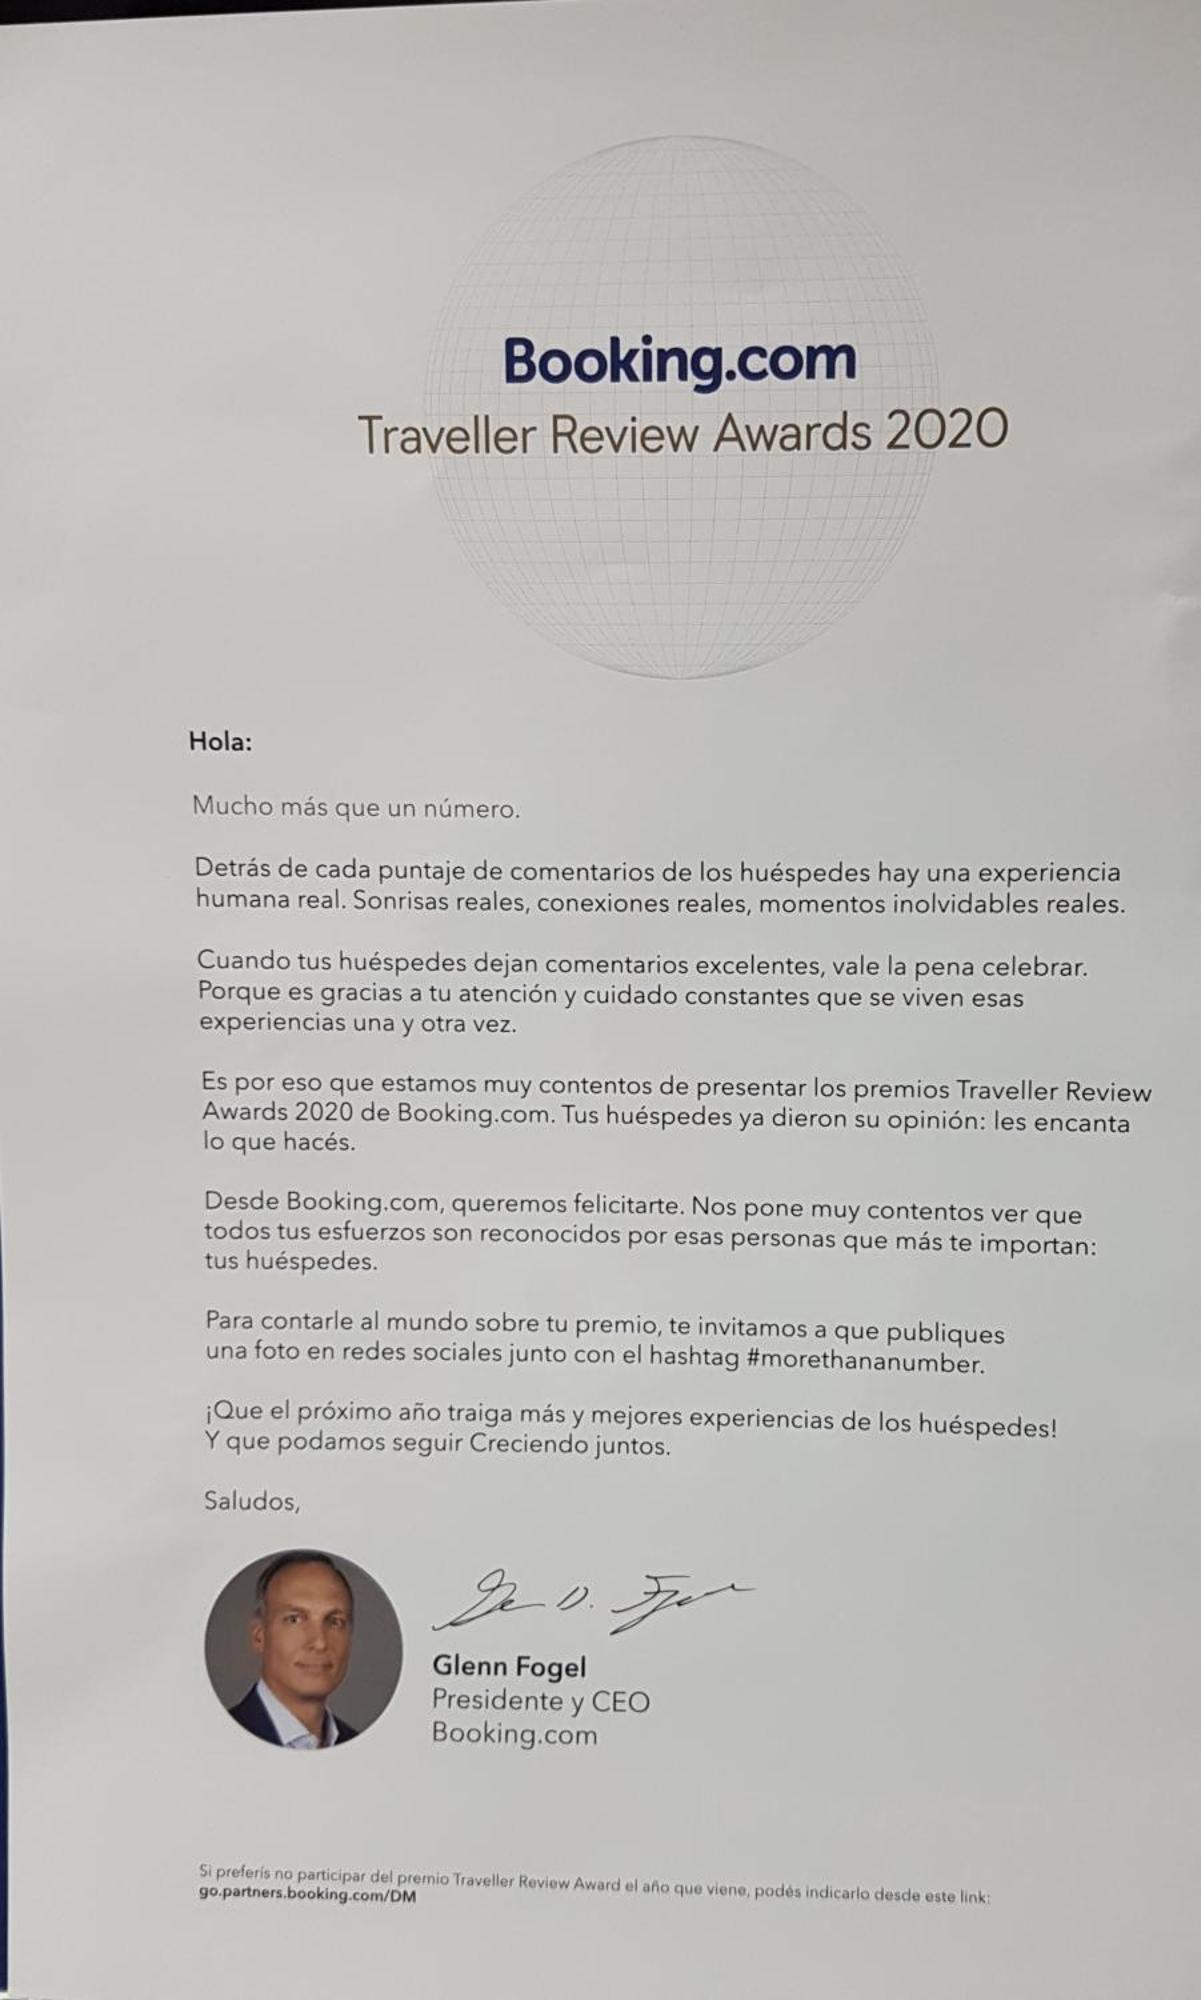 Booking.com
Traveller Review Awards 2020
Hola:
Mucho más que un número.
Detrás de cada puntaje de comentarios de los huéspedes hay una experiencia
humana real. Sonrisas reales, conexiones reales, momentos inolvidables reales.
Cuando tus huéspedes dejan comentarios excelentes, vale la pena celebrar.
Porque es gracias a tu atención y cuidado constantes que se viven esas
experiencias una y otra vez.
Es por eso que estamos muy contentos de presentar los premios Traveller Review
Awards 2020 de Booking.com. Tus huéspedes ya dieron su opinión: les encanta
lo que hacés.
Desde Booking.com, queremos felicitarte. Nos pone muy contentos ver que
todos tus esfuerzos son reconocidos por esas personas que más te importan:
tus huéspedes.
Para contarle al mundo sobre tu premio, te invitamos a que publiques
una foto en redes sociales junto con el hashtag #morethananumber.
¡Que el próximo año traiga más y mejores experiencias de los huéspedes!
Y que podamos seguir Creciendo juntos.
Saludos,
Glenn Fogel
Presidente y CEO
Booking.com
Si preferís no participar del premio Traveller Review Award el año que viene, podés indicarlo desde este link:
go.partners.booking.com/DM